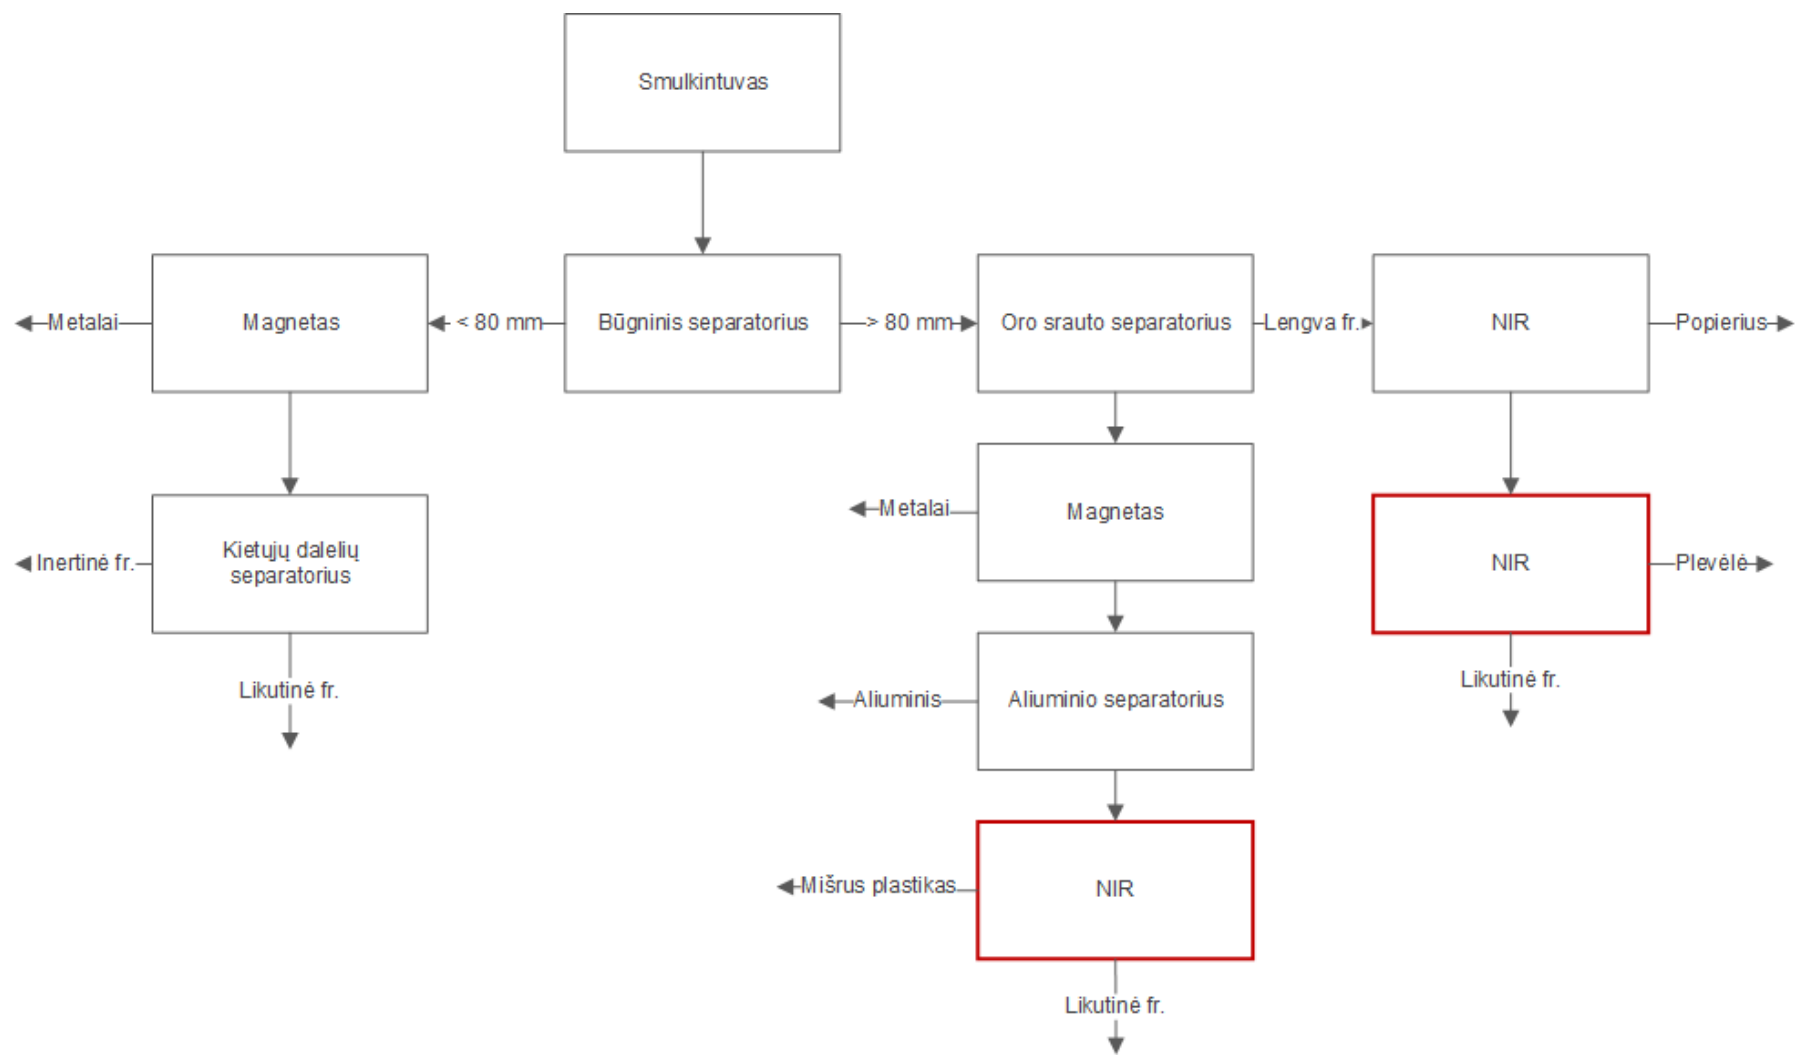 Smulkintuvas
Metalai
Magnetas
< 80 mm
Būgninis separatorius
> 80 mm
Oro srauto separatorius
Lengva fr.
NIR
Popierius
Metalai
Magnetas
Inertinė fr.
Kietųjų dalelių
separatorius
NIR
Plevėlė
Likutinė fr.
Aliuminis
Aliuminio separatorius
Likutinė fr.
Mišrus plastikas
NIR
Likutinė fr.